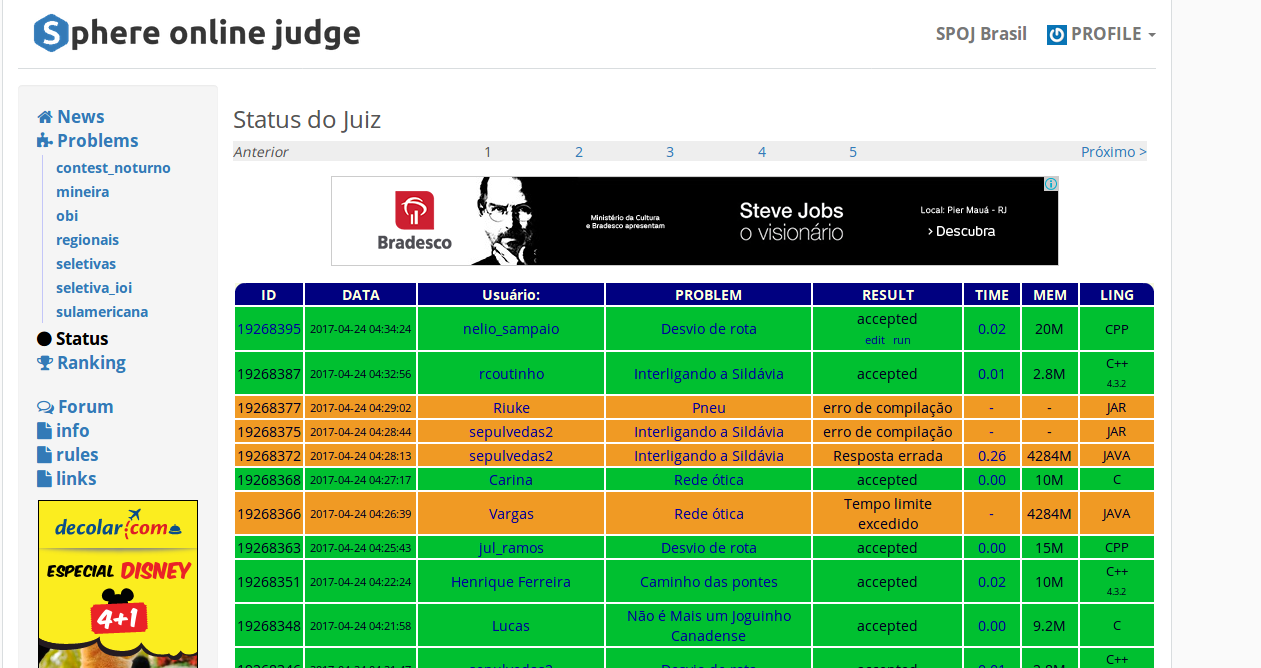 Sphere online judge
SPOJ Brasil PROFILE
News
Problems
contest_noturno
mineira
obi
regionais
seletivas
seletiva_ioi
sulamericana
Status
Ranking
Forum
info
rules
links
decolar.com
ESPECIAL DISNEY
4+1
Status do Juiz
Anterior 1 2 3 4 5 Próximo >
Bradesco
Ministério da Cultura
e Bradesco apresentam
Steve Jobs
o visionário
Local: Pier Mauá - RJ
› Descubra
ID DATA Usuário: PROBLEM RESULT TIME MEM LING
19268395 2017-04-24 04:34:24 nelio_sampaio Desvio de rota accepted 0.02 20M CPP
edit run
19268387 2017-04-24 04:32:56 rcoutinho Interligando a Sildávia accepted 0.01 2.8M C++
4.3.2
19268377 2017-04-24 04:29:02 Riuke Pneu erro de compilação - - JAR
19268375 2017-04-24 04:28:44 sepulvedas2 Interligando a Sildávia erro de compilação - - JAR
19268372 2017-04-24 04:28:13 sepulvedas2 Interligando a Sildávia Resposta errada 0.26 4284M JAVA
19268368 2017-04-24 04:27:17 Carina Rede ótica accepted 0.00 10M C
19268366 2017-04-24 04:26:39 Vargas Rede ótica Tempo limite
excedido - 4284M JAVA
19268363 2017-04-24 04:25:43 jul_ramos Desvio de rota accepted 0.00 15M CPP
19268351 2017-04-24 04:22:24 Henrique Ferreira Caminho das pontes accepted 0.02 10M C++
4.3.2
19268348 2017-04-24 04:21:58 Lucas Não é Mais um Joguinho
Canadense accepted 0.00 9.2M C
C++